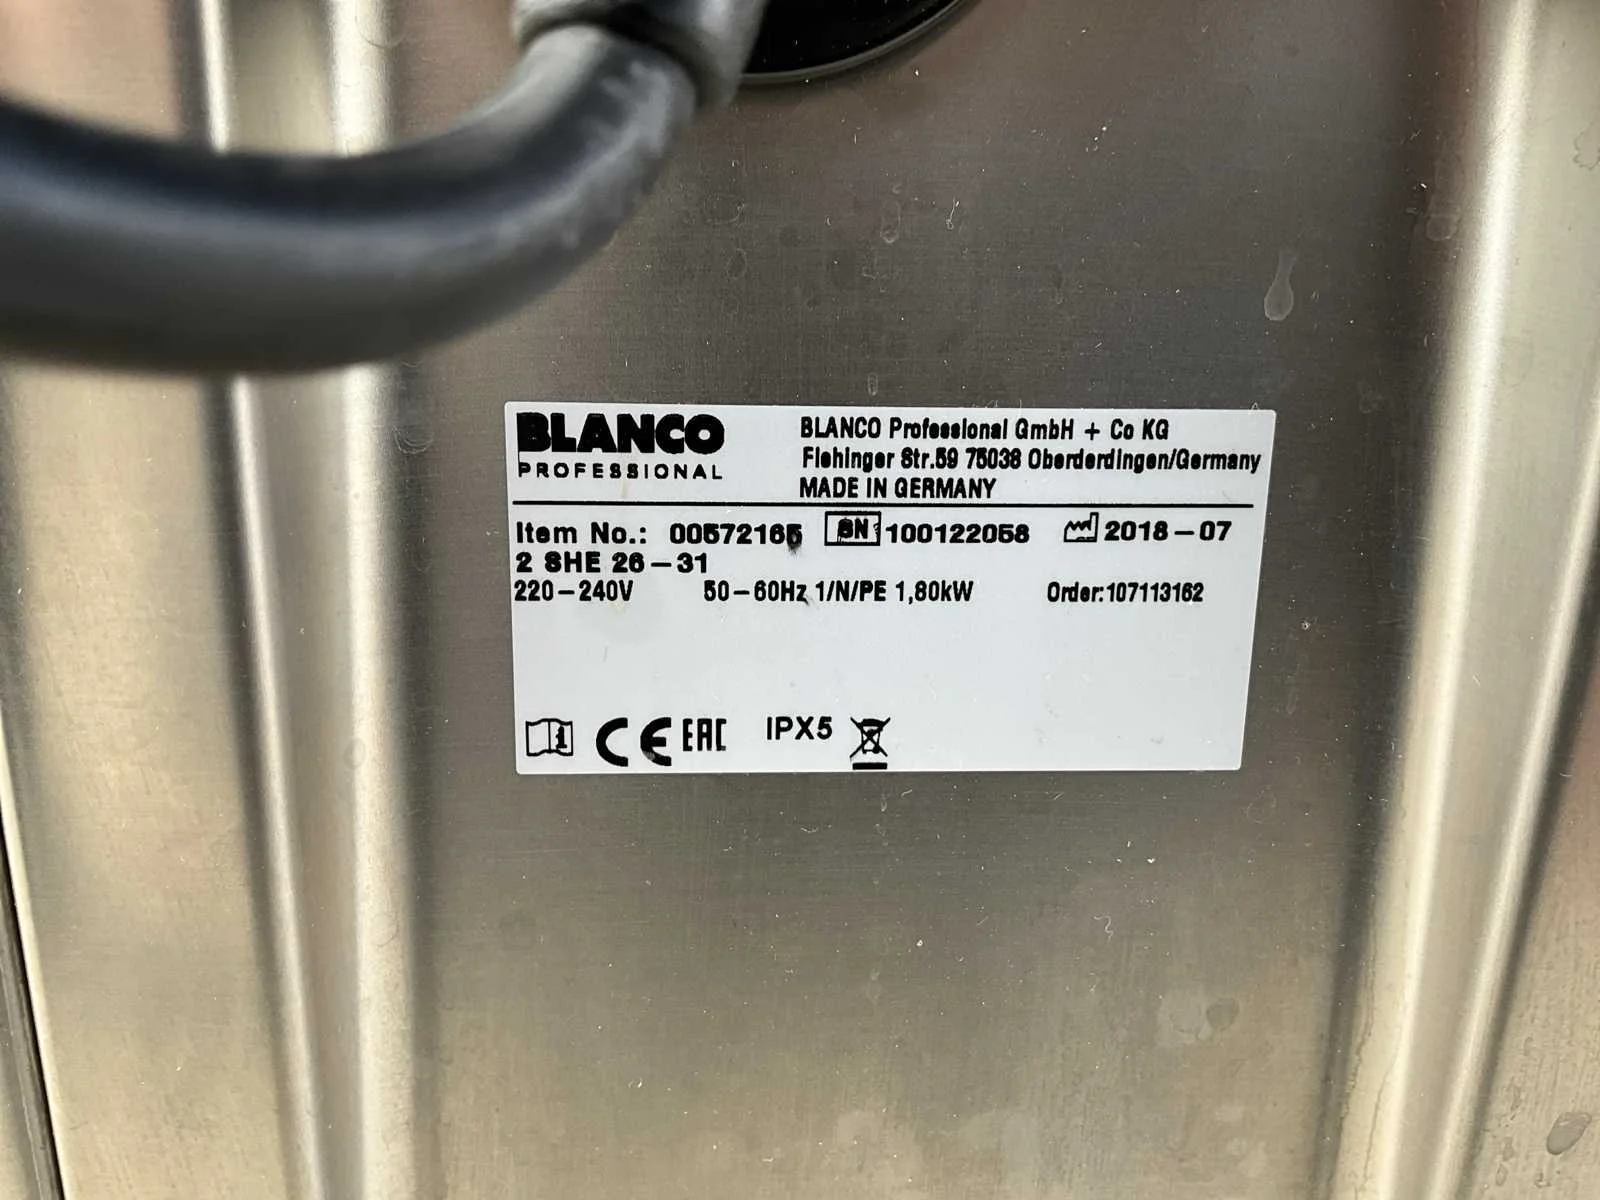 BLANCO
PROFESSIONAL
BLANCO Professional GmbH + Co KG
Flehinger Str.59 75038 Oberderdingen/Germany
MADE IN GERMANY
Item No.: 00572165 SN 100122058 2018-07
2 SHE 26-31
220-240V 50-60Hz 1/N/PE 1,80kW Order:107113162
CE EAC IPX5